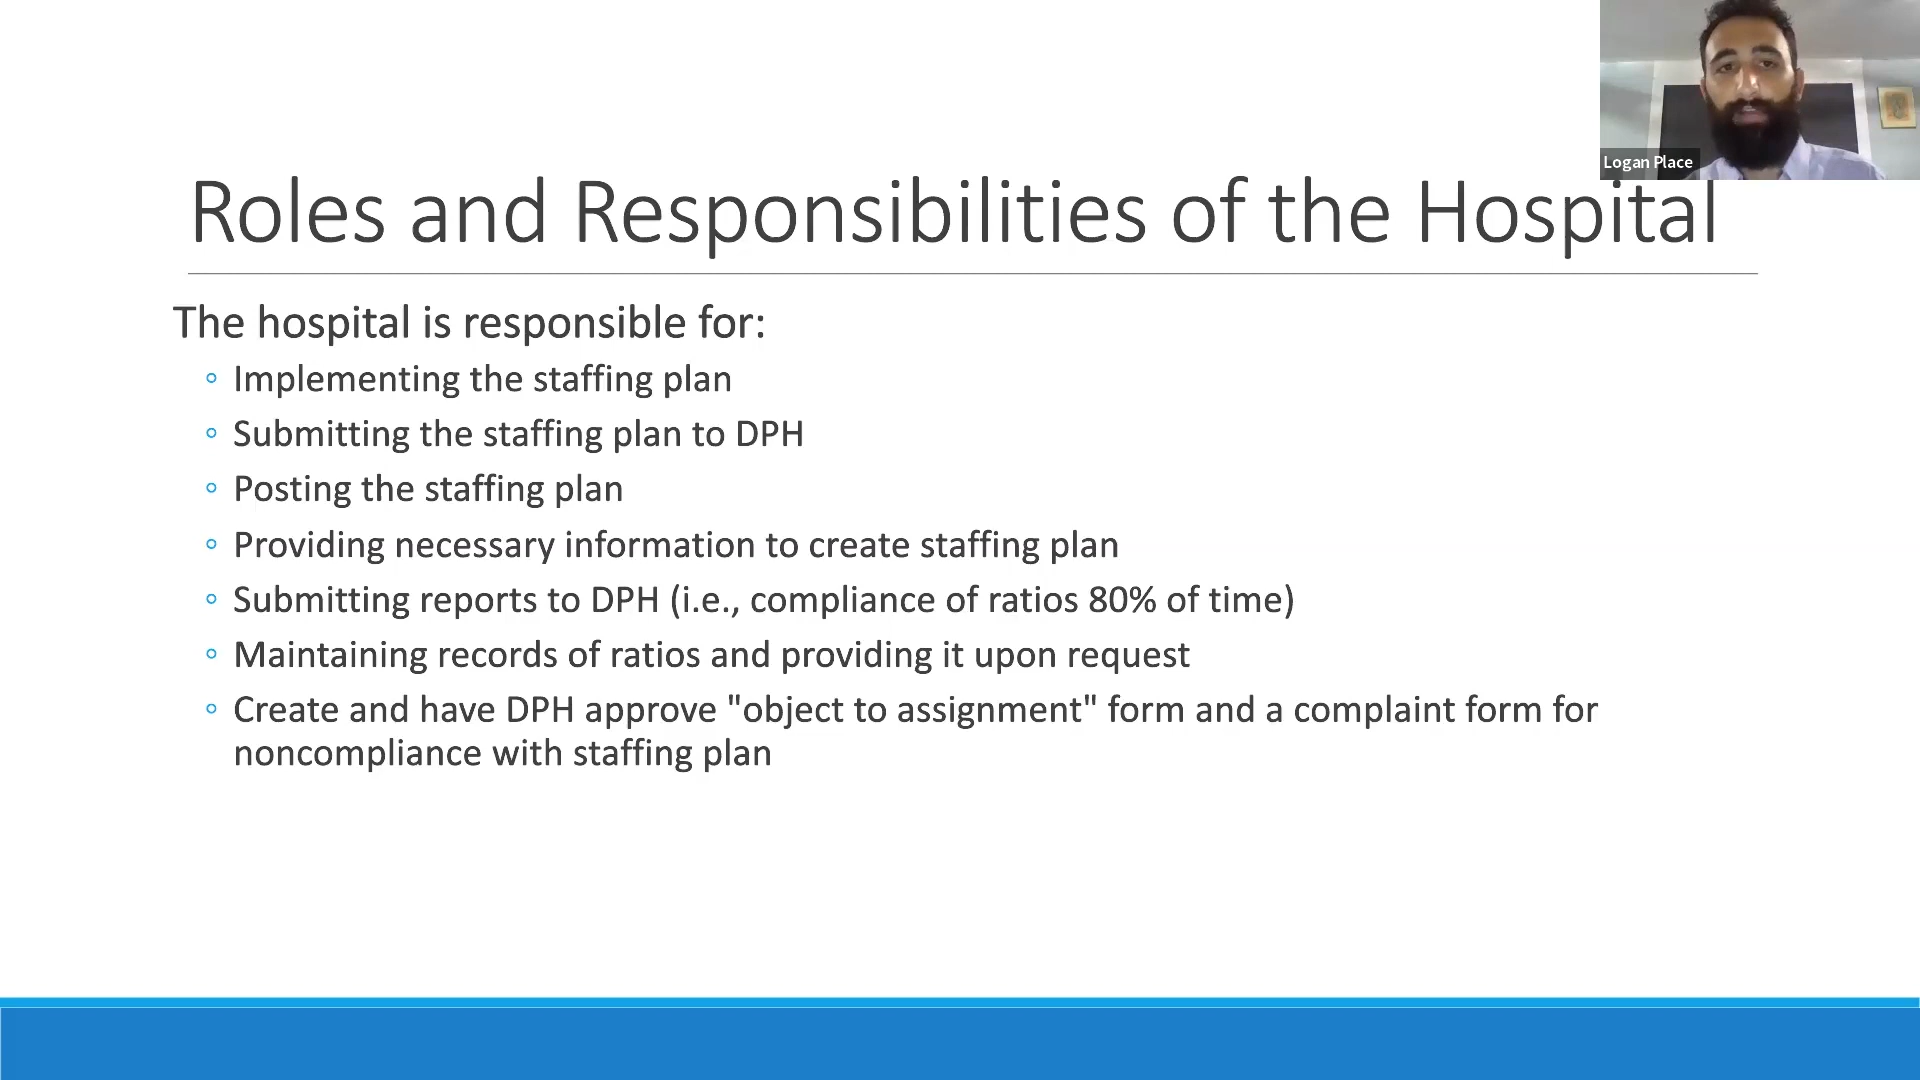 Logan Place
Roles and Responsibilities of the Hospital
The hospital is responsible for:
◦ Implementing the staffing plan
◦ Submitting the staffing plan to DPH
◦ Posting the staffing plan
◦ Providing necessary information to create staffing plan
◦ Submitting reports to DPH (i.e., compliance of ratios 80% of time)
◦ Maintaining records of ratios and providing it upon request
◦ Create and have DPH approve "object to assignment" form and a complaint form for
noncompliance with staffing plan